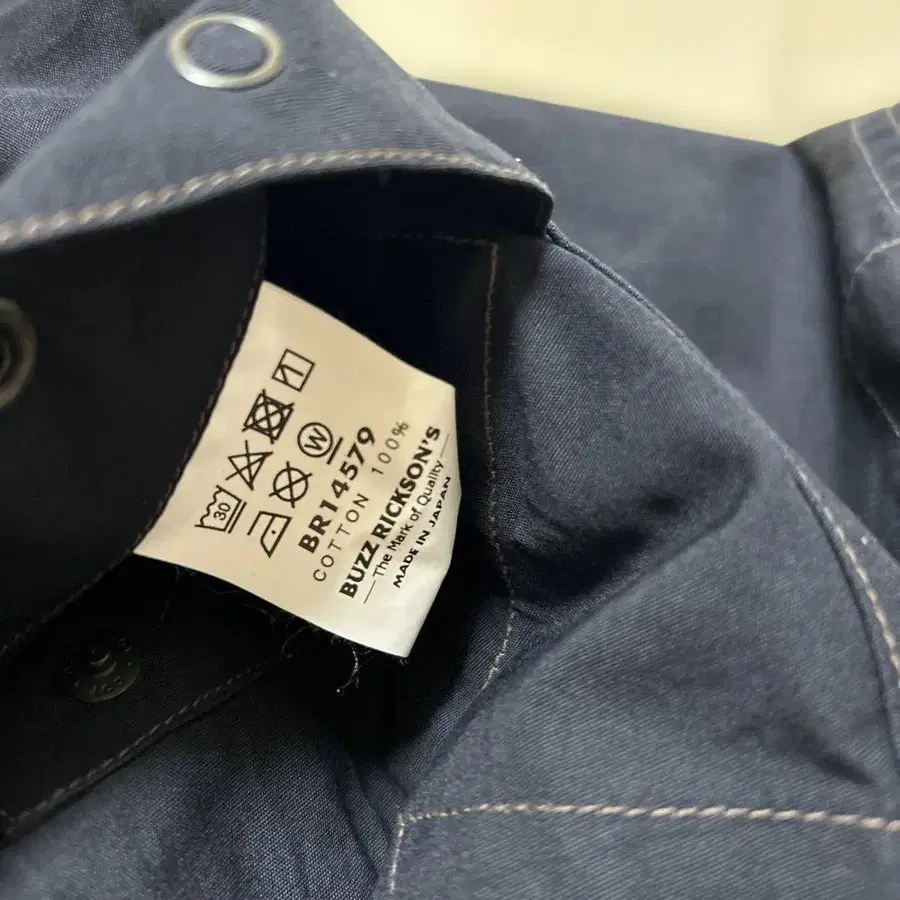 30
W
BR14579
COTTON 100%
BUZZ RICKSON'S
The Mark of Quality
MADE IN JAPAN